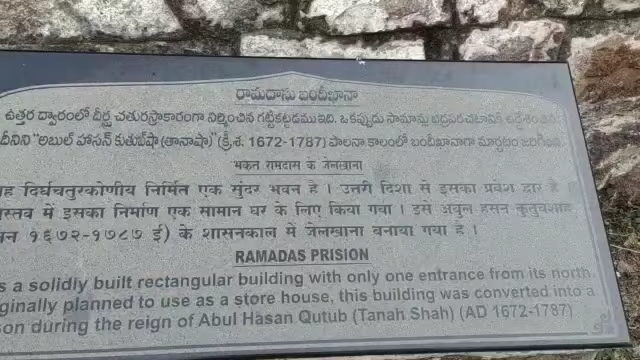 రామదాసు బందీఖానా
ఉత్తర ద్వారంలో దీర్ఘ చతురస్రాకారంగా నిర్మించిన గట్టికట్టడము ఇది. ఒకప్పుడు సామాను భద్రపరచటానికి ఉద్దేశించిన
దీనిని "అబుల్ హాసన్ కుతుబ్‌షా (తానాషా)" (క్రీ.శ. 1672-1787) పాలనా కాలంలో బందీఖానాగా మార్చటం జరిగింది.
भकन रामदास के जेलखाना
ह दिर्घचतुरकोणीय निर्मित एक सुंदर भवन है । उत्तरी दिशा से इसका प्रवेश द्वार है
स्तव में इसका निर्माण एक सामान घर के लिए किया गया । इसे अबुल हसन कुतुबशाह
न १६७२-१७८७ ई) के शासनकाल में जेलखाना बनाया गया है ।
RAMADAS PRISION
s a solidly built rectangular building with only one entrance from its north.
ginally planned to use as a store house, this building was converted into a
son during the reign of Abul Hasan Qutub (Tanah Shah) (AD 1672-1787)